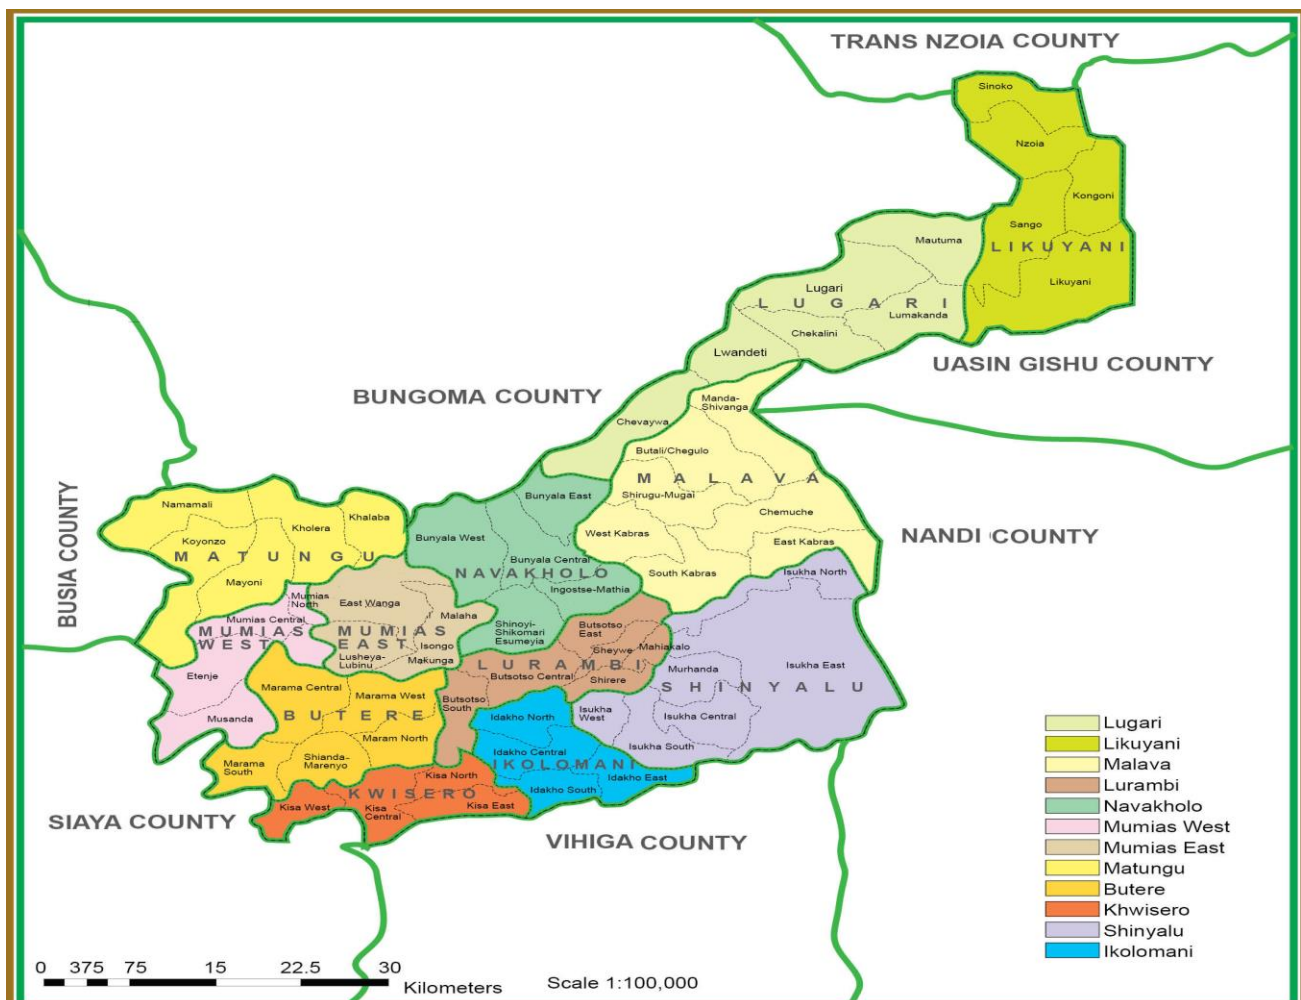 TRANS NZOIA COUNTY
Sinoko
Nzoia
Kongoni
Sango
LIKUYANI
Likuyani
Mautuma
Lugari
LUGARI
Lumakanda
Chekalini
Lwandeti
UASIN GISHU COUNTY
BUNGOMA COUNTY
Manda-
Shivanga
Chevaywa
Butali/Chegulo
MALAVA
Shirugu-Mugai
Chemuche
West Kabras
East Kabras
South Kabras
NANDI COUNTY
BUSIA COUNTY
Namamali
Khalaba
Kholera
Koyonzo
MATUNGU
Mayoni
Bunyala East
Bunyala West
Bunyala Central
NAVAKHOLO
Ingostse-Mathia
Shinoyi-
Shikomari
Esumeyia
Mumias
North
Mumias Central
MUMIAS
WEST
Etenje
Musanda
East Wanga
Malaha
MUMIAS
EAST
Isongo
Lusheya-
Lubinu
Makunga
Butsotso
East
Sheywe
Mahiakalo
LURAMBI
Butsotso Central
Shirere
Butsotso
South
Isukha North
Isukha East
Murhanda
SHINYALU
Isukha
West
Isukha Central
Isukha South
Marama Central
Marama West
BUTERE
Maram North
Marama
South
Shianda-
Marenyo
Idakho North
Idakho Central
IKOLOMANI
Idakho East
Idakho South
Kisa North
KWISERO
Kisa West
Kisa
Central
Kisa East
SIAYA COUNTY
VIHIGA COUNTY
Lugari
Likuyani
Malava
Lurambi
Navakholo
Mumias West
Mumias East
Matungu
Butere
Khwisero
Shinyalu
Ikolomani
0 375 75 15 22.5 30
Kilometers
Scale 1:100,000